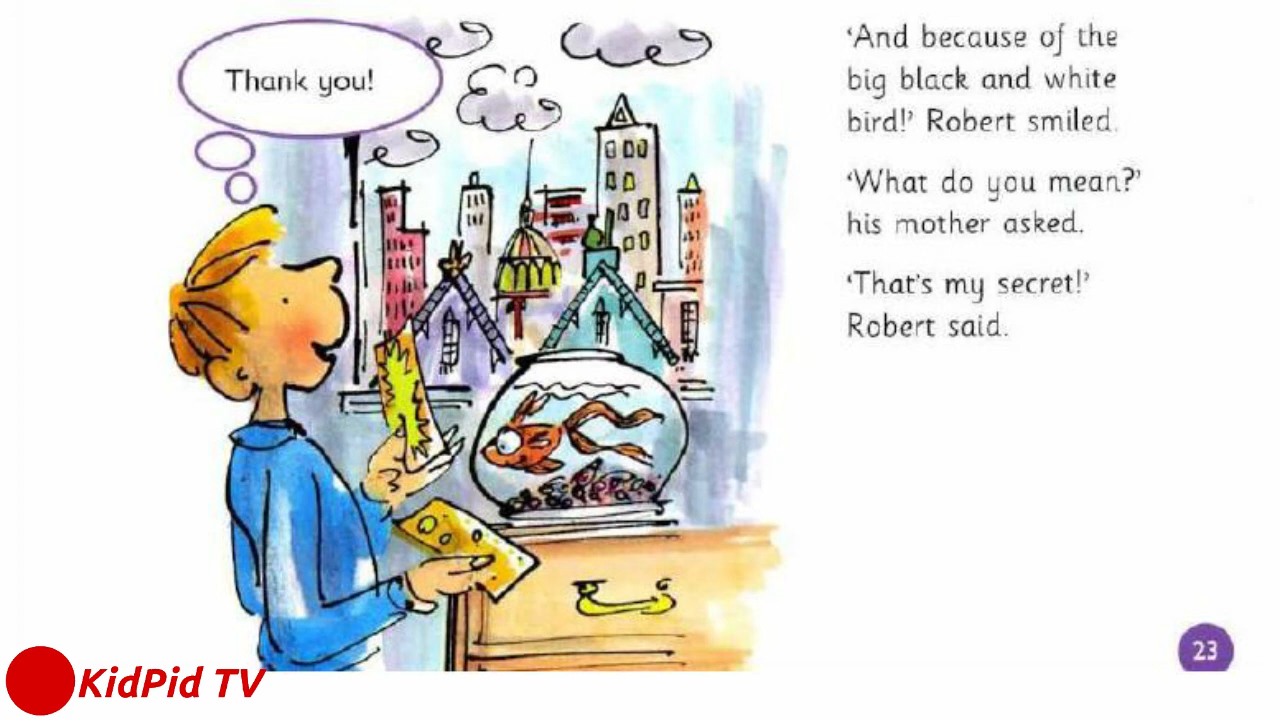 Thank you!
‘And because of the
big black and white
bird!’ Robert smiled.
‘What do you mean?’
his mother asked.
‘That's my secret!’
Robert said.
23
KidPid TV